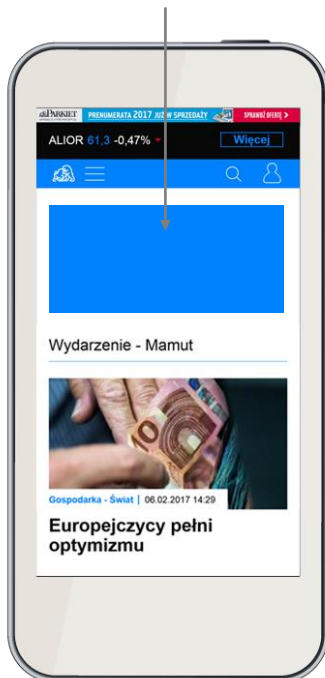 PARKIET PRENUMERATA 2017 JUŻ W SPRZEDAŻY SPRAWDŹ OFERTĘ >
ALIOR 61,3 -0,47% Więcej
Wydarzenie - Mamut
10
Gospodarka - Świat | 06.02.2017 14:29
Europejczycy pełni
optymizmu